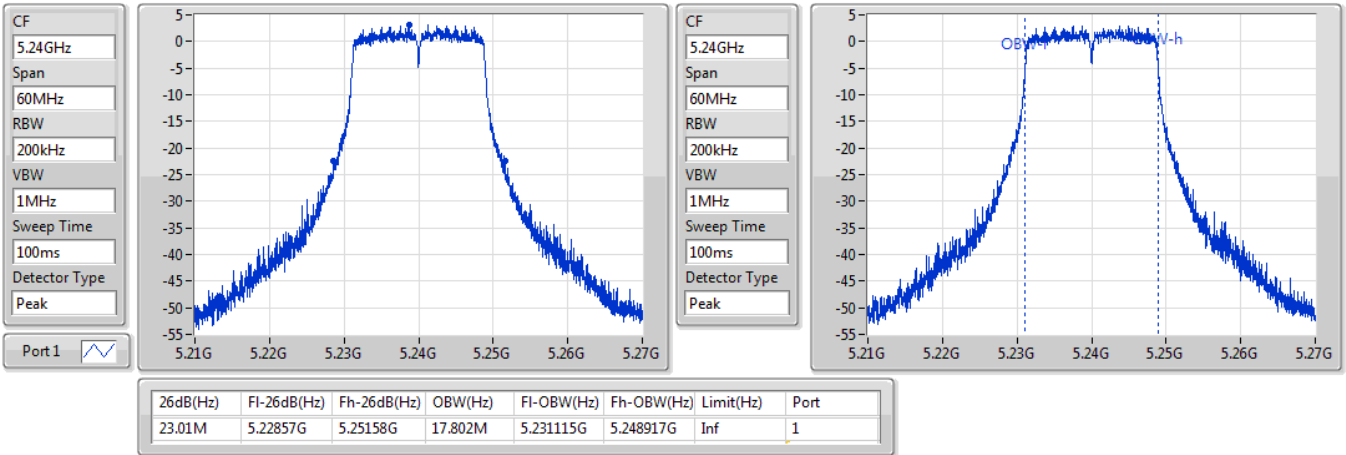 CF
5.24GHz
Span
60MHz
RBW
200kHz
VBW
1MHz
Sweep Time
100ms
Detector Type
Peak
Port 1
5
0
-5
-10
-15
-20
-25
-30
-35
-40
-45
-50
-55
5.21G 5.22G 5.23G 5.24G 5.25G 5.26G 5.27G
CF
5.24GHz
Span
60MHz
RBW
200kHz
VBW
1MHz
Sweep Time
100ms
Detector Type
Peak
5
0
-5
-10
-15
-20
-25
-30
-35
-40
-45
-50
-55
5.21G 5.22G 5.23G 5.24G 5.25G 5.26G 5.27G
26dB(Hz) Fl-26dB(Hz) Fh-26dB(Hz) OBW(Hz) Fl-OBW(Hz) Fh-OBW(Hz) Limit(Hz) Port
23.01M 5.22857G 5.25158G 17.802M 5.231115G 5.248917G Inf 1